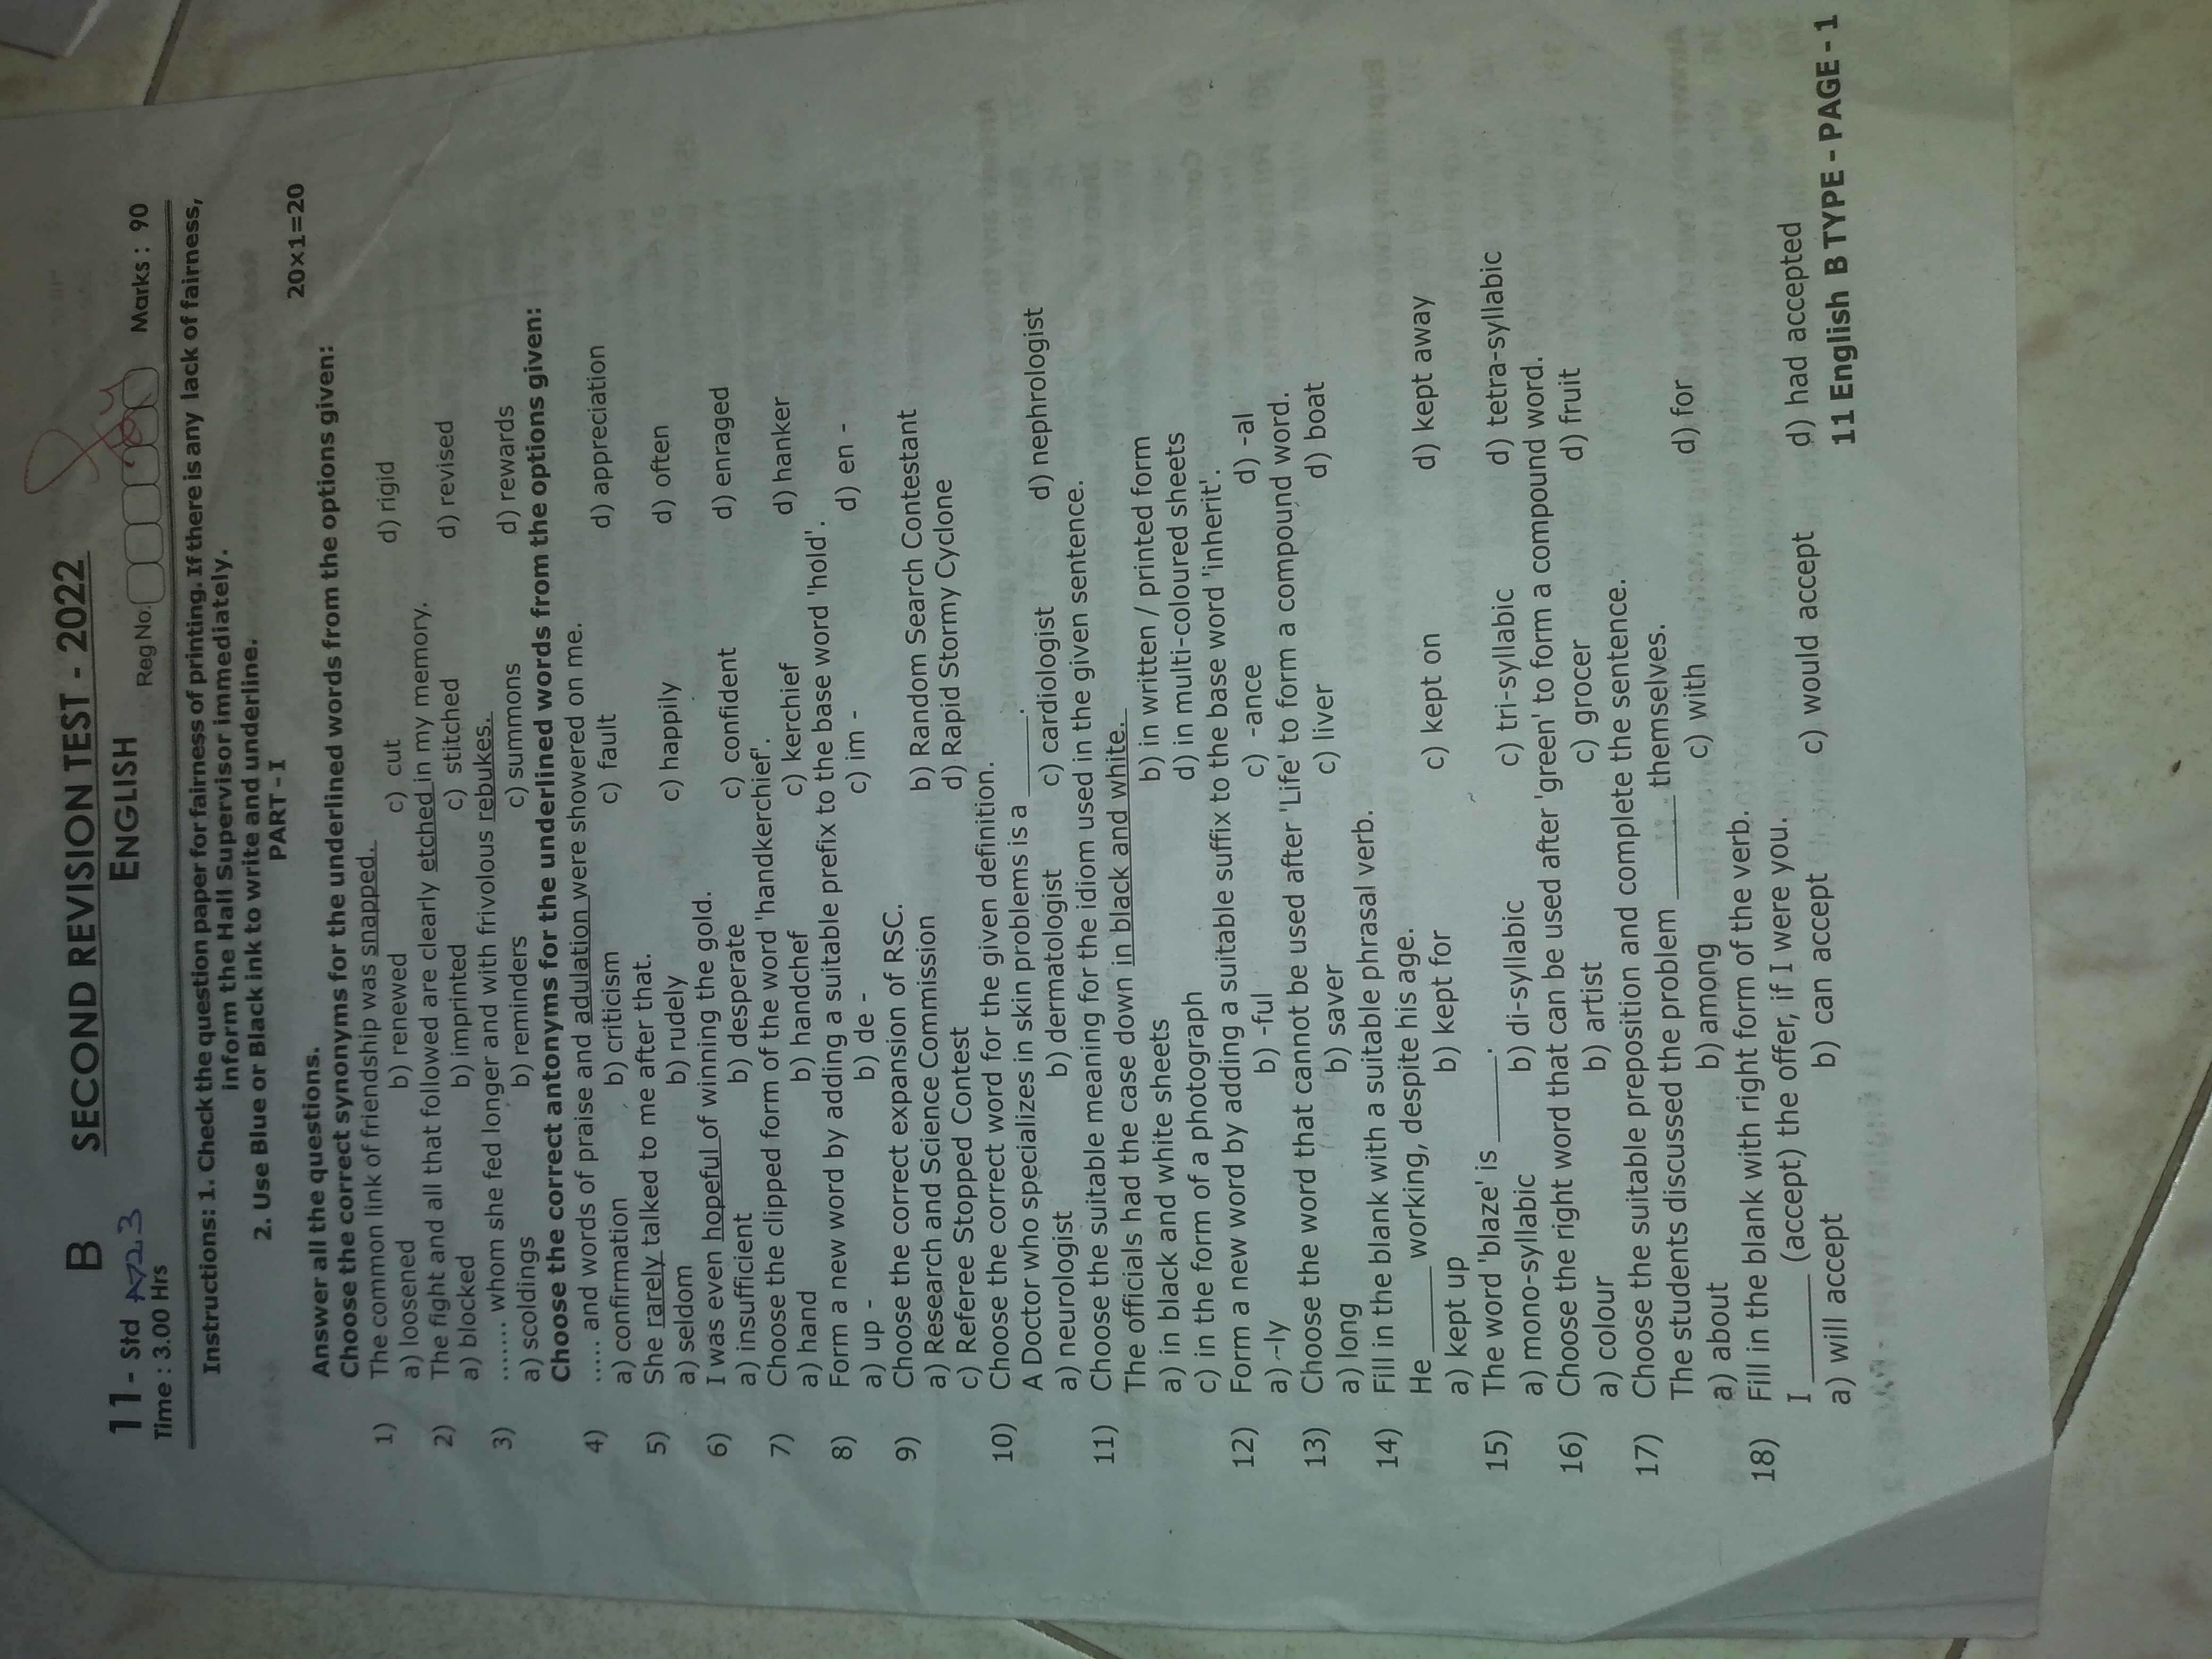 B SECOND REVISION TEST - 2022
11- Std A723 ENGLISH
Time : 3.00 Hrs Reg No. Marks : 90
Instructions: 1. Check the question paper for fairness of printing. If there is any lack of fairness,
inform the Hall Supervisor immediately.
2. Use Blue or Black ink to write and underline.
PART - I
Answer all the questions. 20×1=20
Choose the correct synonyms for the underlined words from the options given:
1) The common link of friendship was snapped.
a) loosened b) renewed c) cut d) rigid
2) The fight and all that followed are clearly etched in my memory.
a) blocked b) imprinted c) stitched d) revised
3) ....... whom she fed longer and with frivolous rebukes.
a) scoldings b) reminders c) summons d) rewards
Choose the correct antonyms for the underlined words from the options given:
4) ..... and words of praise and adulation were showered on me.
a) confirmation b) criticism c) fault d) appreciation
5) She rarely talked to me after that.
a) seldom b) rudely c) happily d) often
6) I was even hopeful of winning the gold.
a) insufficient b) desperate c) confident d) enraged
7) Choose the clipped form of the word 'handkerchief'.
a) hand b) handchef c) kerchief d) hanker
8) Form a new word by adding a suitable prefix to the base word 'hold'.
a) up - b) de - c) im - d) en -
9) Choose the correct expansion of RSC.
a) Research and Science Commission b) Random Search Contestant
c) Referee Stopped Contest d) Rapid Stormy Cyclone
10) Choose the correct word for the given definition.
A Doctor who specializes in skin problems is a ______.
a) neurologist b) dermatologist c) cardiologist d) nephrologist
11) Choose the suitable meaning for the idiom used in the given sentence.
The officials had the case down in black and white.
a) in black and white sheets b) in written / printed form
c) in the form of a photograph d) in multi-coloured sheets
12) Form a new word by adding a suitable suffix to the base word 'inherit'.
a) -ly b) -ful c) -ance d) -al
13) Choose the word that cannot be used after 'Life' to form a compound word.
a) long b) saver c) liver d) boat
14) Fill in the blank with a suitable phrasal verb.
He ______ working, despite his age.
a) kept up b) kept for c) kept on d) kept away
15) The word 'blaze' is ______.
a) mono-syllabic b) di-syllabic c) tri-syllabic d) tetra-syllabic
16) Choose the right word that can be used after 'green' to form a compound word.
a) colour b) artist c) grocer d) fruit
17) Choose the suitable preposition and complete the sentence.
The students discussed the problem ______ themselves.
a) about b) among c) with d) for
18) Fill in the blank with right form of the verb.
I ______ (accept) the offer, if I were you.
a) will accept b) can accept c) would accept d) had accepted
11 English B TYPE - PAGE - 1